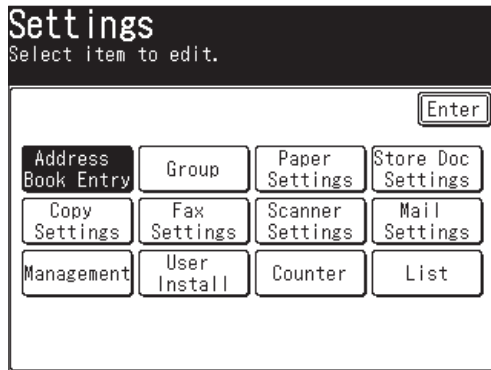 Settings
Select item to edit.
Enter
Address
Book Entry
Group
Paper
Settings
Store Doc
Settings
Copy
Settings
Fax
Settings
Scanner
Settings
Mail
Settings
Management
User
Install
Counter
List